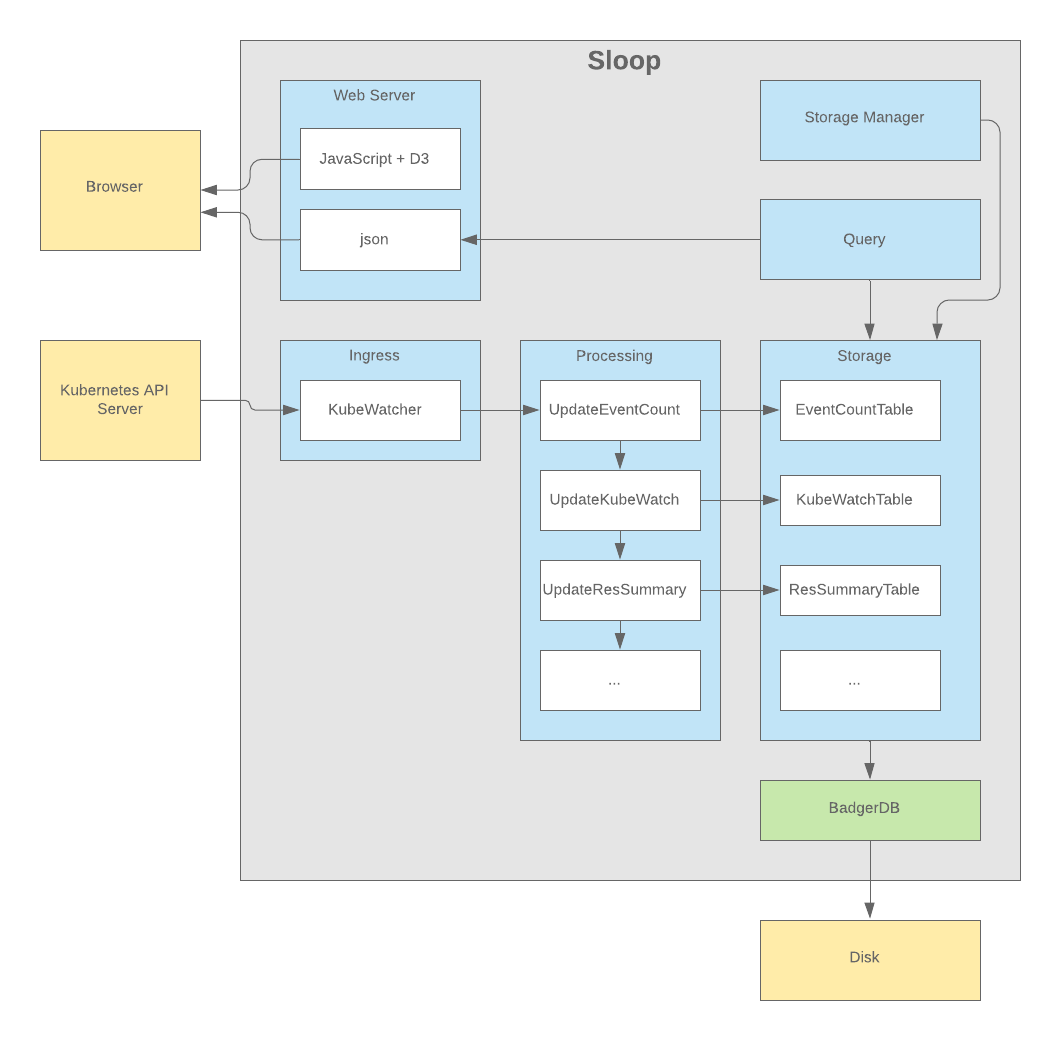 Sloop
Web Server
JavaScript + D3
json
Storage Manager
Query
Browser
Kubernetes API
Server
Ingress
KubeWatcher
Processing
UpdateEventCount
UpdateKubeWatch
UpdateResSummary
...
Storage
EventCountTable
KubeWatchTable
ResSummaryTable
...
BadgerDB
Disk